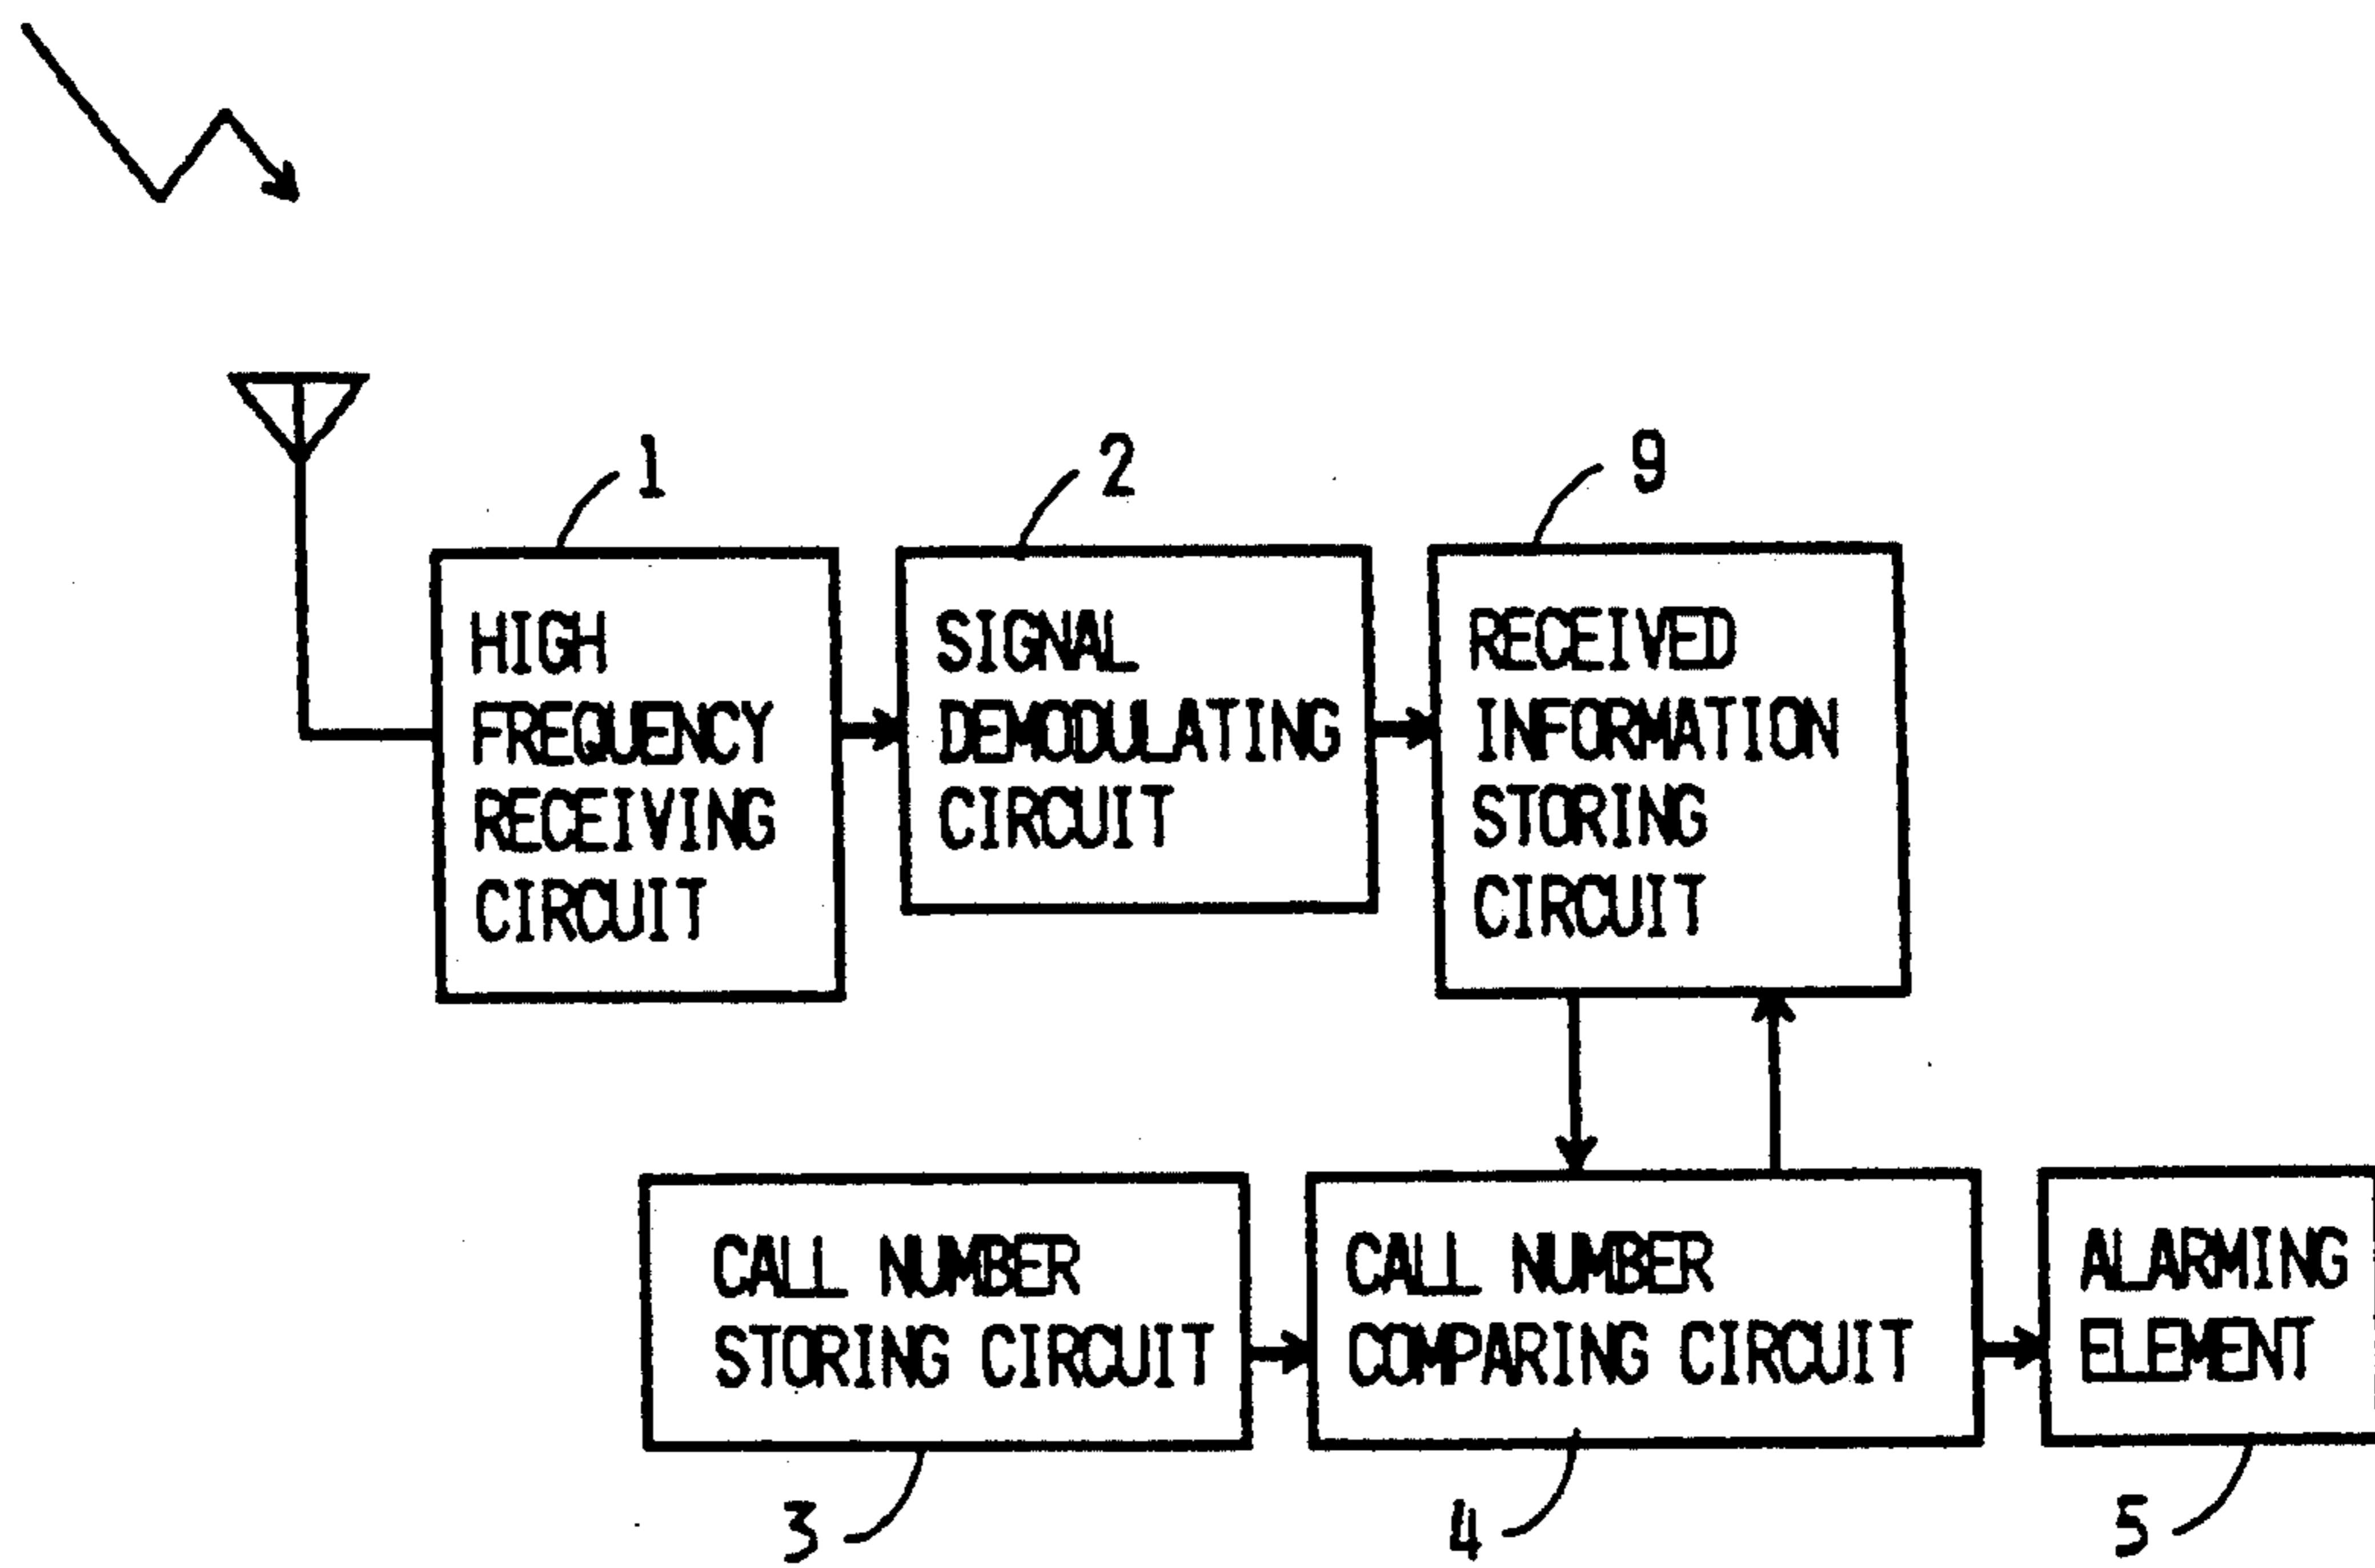 1
2
9
HIGH
FREQUENCY
RECEIVING
CIRCUIT
SIGNAL
DEMODULATING
CIRCUIT
RECEIVED
INFORMATION
STORING
CIRCUIT
CALL NUMBER
STORING CIRCUIT
CALL NUMBER
COMPARING CIRCUIT
ALARMING
ELEMENT
3
4
5